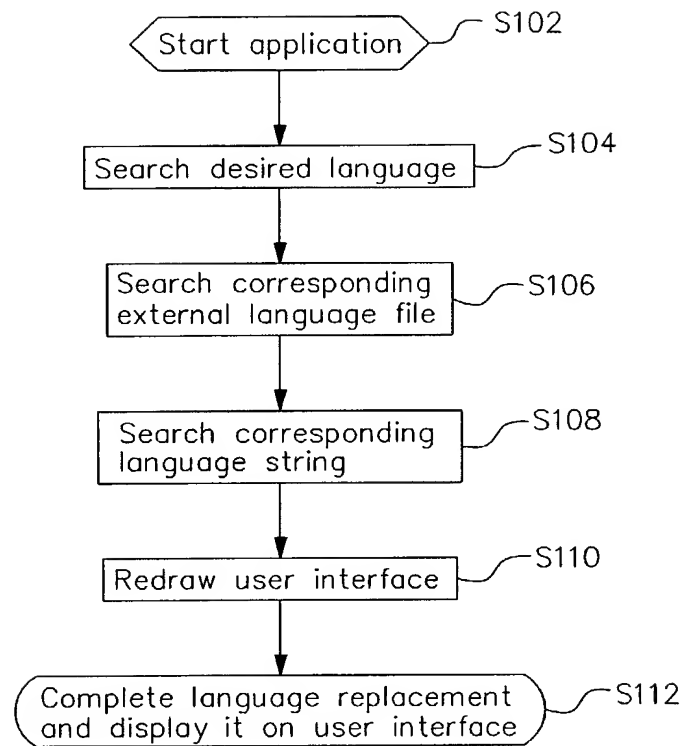 Start application
S102
Search desired language
S104
Search corresponding
external language file
S106
Search corresponding
language string
S108
Redraw user interface
S110
Complete language replacement
and display it on user interface
S112